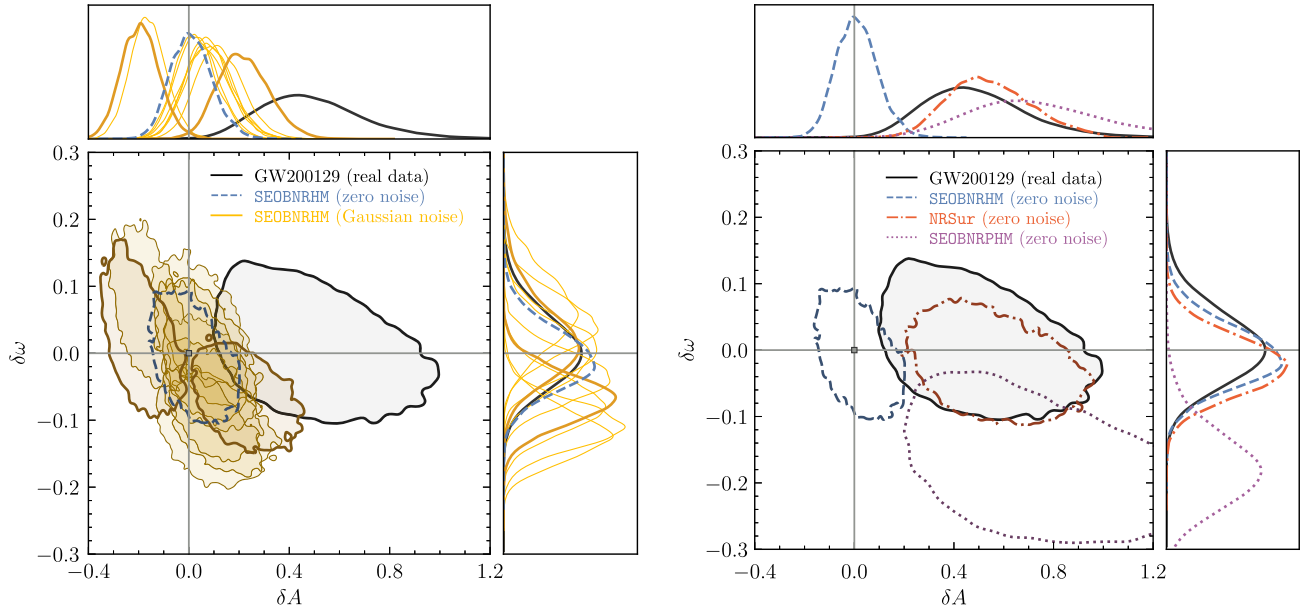 0.3
0.2
0.1
0.0
−0.1
−0.2
−0.3
δω
GW200129 (real data)
SEOBNRHM (zero noise)
SEOBNRHM (Gaussian noise)
−0.4 0.0 0.4 0.8 1.2
δA
0.3
0.2
0.1
0.0
−0.1
−0.2
−0.3
δω
GW200129 (real data)
SEOBNRHM (zero noise)
NRSur (zero noise)
SEOBNRPHM (zero noise)
−0.4 0.0 0.4 0.8 1.2
δA